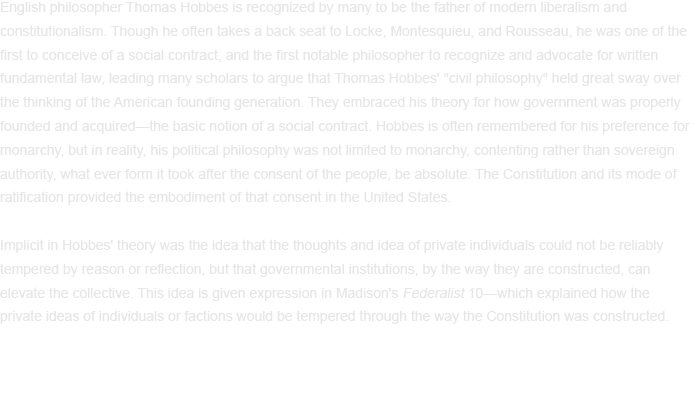 English philosopher Thomas Hobbes is recognized by many to be the father of modern liberalism and
constitutionalism. Though he often takes a back seat to Locke, Montesquieu, and Rousseau, he was one of the
first to conceive of a social contract, and the first notable philosopher to recognize and advocate for written
fundamental law, leading many scholars to argue that Thomas Hobbes' "civil philosophy" held great sway over
the thinking of the American founding generation. They embraced his theory for how government was properly
founded and acquired—the basic notion of a social contract. Hobbes is often remembered for his preference for
monarchy, but in reality, his political philosophy was not limited to monarchy, contenting rather than sovereign
authority, what ever form it took after the consent of the people, be absolute. The Constitution and its mode of
ratification provided the embodiment of that consent in the United States.
Implicit in Hobbes' theory was the idea that the thoughts and idea of private individuals could not be reliably
tempered by reason or reflection, but that governmental institutions, by the way they are constructed, can
elevate the collective. This idea is given expression in Madison's Federalist 10—which explained how the
private ideas of individuals or factions would be tempered through the way the Constitution was constructed.